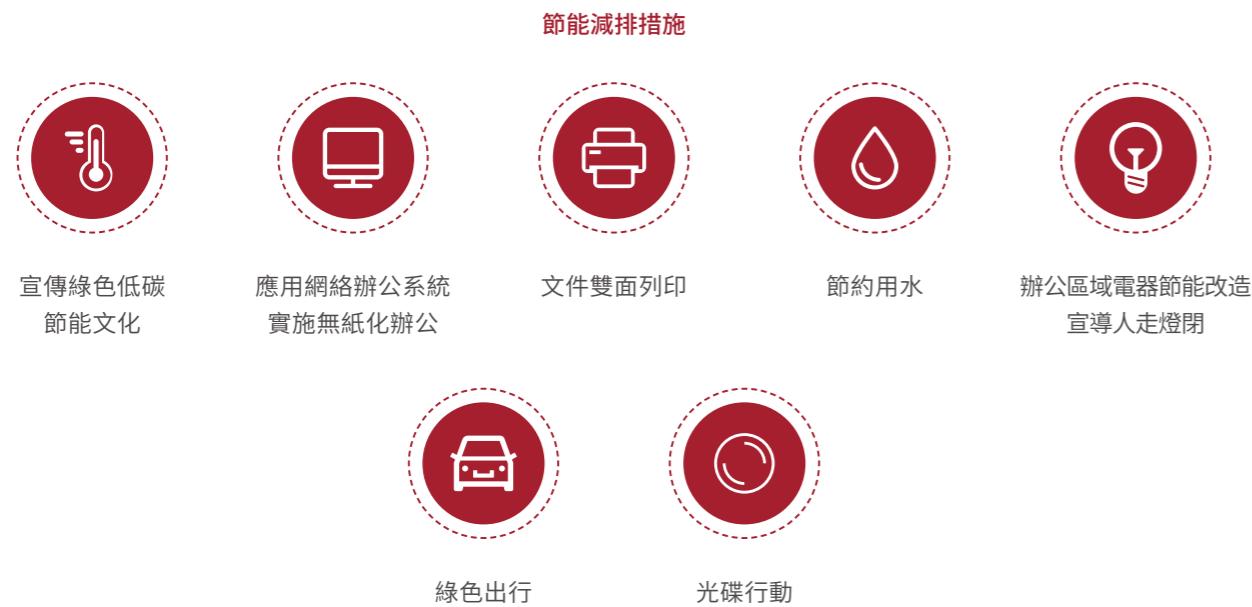 節能減排措施
宣傳綠色低碳
節能文化
應用網絡辦公系統
實施無紙化辦公
文件雙面列印
節約用水
辦公區域電器節能改造
宣導人走燈閉
綠色出行
光碟行動